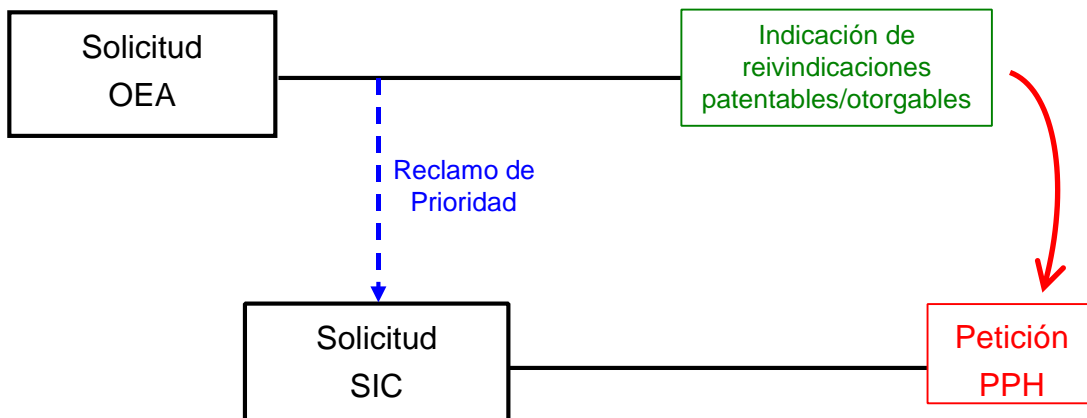 Solicitud
OEA
Indicación de
reivindicaciones
patentables/otorgables
Reclamo de
Prioridad
Solicitud
SIC
Petición
PPH